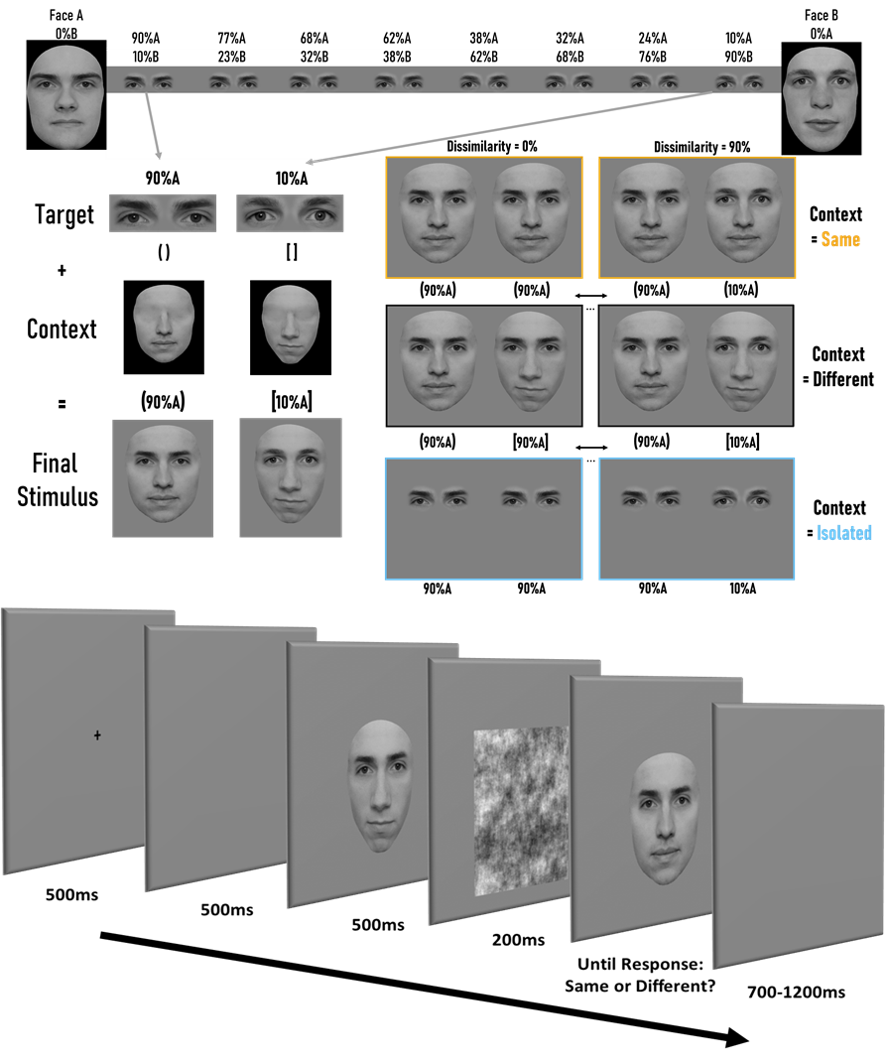 Face A
0%B
Face B
0%A
90%A 77%A 68%A 62%A 38%A 32%A 24%A 10%A
10%B 23%B 32%B 38%B 62%B 68%B 76%B 90%B
90%A 10%A
Target
( ) [ ]
+
Context
=
(90%A) [10%A]
Final
Stimulus
Dissimilarity = 0% Dissimilarity = 90%
Context
= Same
(90%A) (90%A) (90%A) (10%A)
...
Context
= Different
(90%A) [90%A] (90%A) [10%A]
...
Context
= Isolated
90%A 90%A 90%A 10%A
+
500ms
500ms
500ms
200ms
Until Response:
Same or Different?
700-1200ms